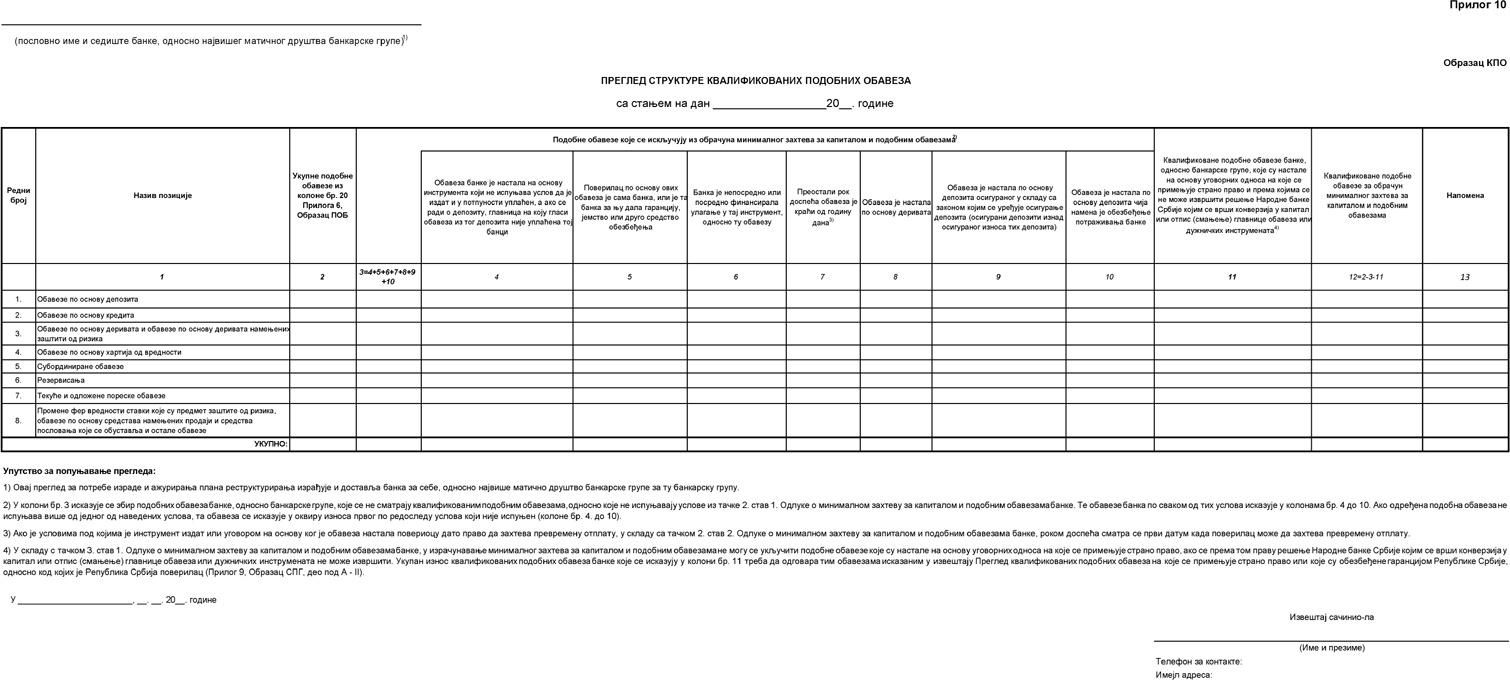 Прилог 10
(пословно име и седиште банке, односно највишег матичног друштва банкарске групе)1)
Образац КПО
ПРЕГЛЕД СТРУКТУРЕ КВАЛИФИКОВАНИХ ПОДОБНИХ ОБАВЕЗА
са стањем на дан __________________20__. године
Редни
број
Назив позиције
Укупне подобне
обавезе из
колоне бр. 20
Прилога 6,
Образац ПОБ
Подобне обавезе које се искључују из обрачуна минималног захтева за капиталом и подобним обавезама2)
Обавеза банке је настала на основу
инструмента који не испуњава услов да је
издат и у потпуности уплаћен, а ако се
ради о депозиту, главница на коју гласи
обавеза из тог депозита није уплаћена тој
банци
Поверилац по основу ових
обавеза је сама банка, или је та
банка за њу дала гаранцију,
јемство или друго средство
обезбеђења
Банка је непосредно или
посредно финансирала
улагање у тај инструмент,
односно ту обавезу
Преостали рок
доспећа обавеза је
краћи од годину
дана3)
Обавеза је настала
по основу деривата
Обавеза је настала по основу
депозита осигураног у складу са
законом којим се уређује осигурање
депозита (осигурани депозити изнад
осигураног износа тих депозита)
Обавеза је настала по
основу депозита чија
намена је обезбеђење
потраживања банке
Квалификоване подобне обавезе банке,
односно банкарске групе, које су настале
на основу уговорних односа на које се
примењује страно право и према којима се
не може извршити решење Народне банке
Србије којим се врши конверзија у капитал
или отпис (смањење) главнице обавеза или
дужничких инструмената4)
Квалификоване подобне
обавезе за обрачун
минималног захтева за
капиталом и подобним
обавезама
Напомена
1 2 3=4+5+6+7+8+9
+10 4 5 6 7 8 9 10 11 12=2-3-11 13
1. Обавезе по основу депозита
2. Обавезе по основу кредита
3. Обавезе по основу деривата и обавезе по основу деривата намењених
заштити од ризика
4. Обавезе по основу хартија од вредности
5. Субординиране обавезе
6. Резервисања
7. Текуће и одложене пореске обавезе
8. Промене фер вредности ставки које су предмет заштите од ризика,
обавезе по основу средстава намењених продаји и средства
пословања које се обуставља и остале обавезе
УКУПНО:
Упутство за попуњавање прегледа:
1) Овај преглед за потребе израде и ажурирања плана реструктурирања израђује и доставља банка за себе, односно највише матично друштво банкарске групе за ту банкарску групу.
2) У колони бр. 3 исказује се збир подобних обавеза банке, односно банкарске групе, које се не сматрају квалификованим подобним обавезама, односно које не испуњавају услове из тачке 2. став 1. Одлуке о минималном захтеву за капиталом и подобним обавезама банке. Те обавезе банка по сваком од тих услова исказује у колонама бр. 4 до 10. Ако одређена подобна обавеза не
испуњава више од једног од наведених услова, та обавеза се исказује у оквиру износа првог по редоследу услова који није испуњен (колоне бр. 4. до 10).
3) Ако је условима под којима је инструмент издат или уговором на основу ког је обавеза настала повериоцу дато право да захтева превремену отплату, у складу са тачком 2. став 2. Одлуке о минималном захтеву за капиталом и подобним обавезама банке, роком доспећа сматра се први датум када поверилац може да захтева превремену отплату.
4) У складу с тачком 3. став 1. Одлуке о минималном захтеву за капиталом и подобним обавезама банке, у израчунавање минималног захтева за капиталом и подобним обавезама не могу се укључити подобне обавезе које су настале на основу уговорних односа на које се примењује страно право, ако се према том праву решење Народне банке Србије којим се врши конверзија у
капитал или отпис (смањење) главнице обавеза или дужничких инструмената не може извршити. Укупан износ квалификованих подобних обавеза банке које се исказују у колони бр. 11 треба да одговара тим обавезама исказаним у извештају Преглед квалификованих подобних обавеза на које се примењује страно право или које су обезбеђене гаранцијом Републике Србије,
односно код којих је Република Србија поверилац (Прилог 9, Образац СПГ, део под А - II).
У ________________________, __. __. 20__. године
Извештај сачинио-ла
(Име и презиме)
Телефон за контакте:
Имејл адреса: